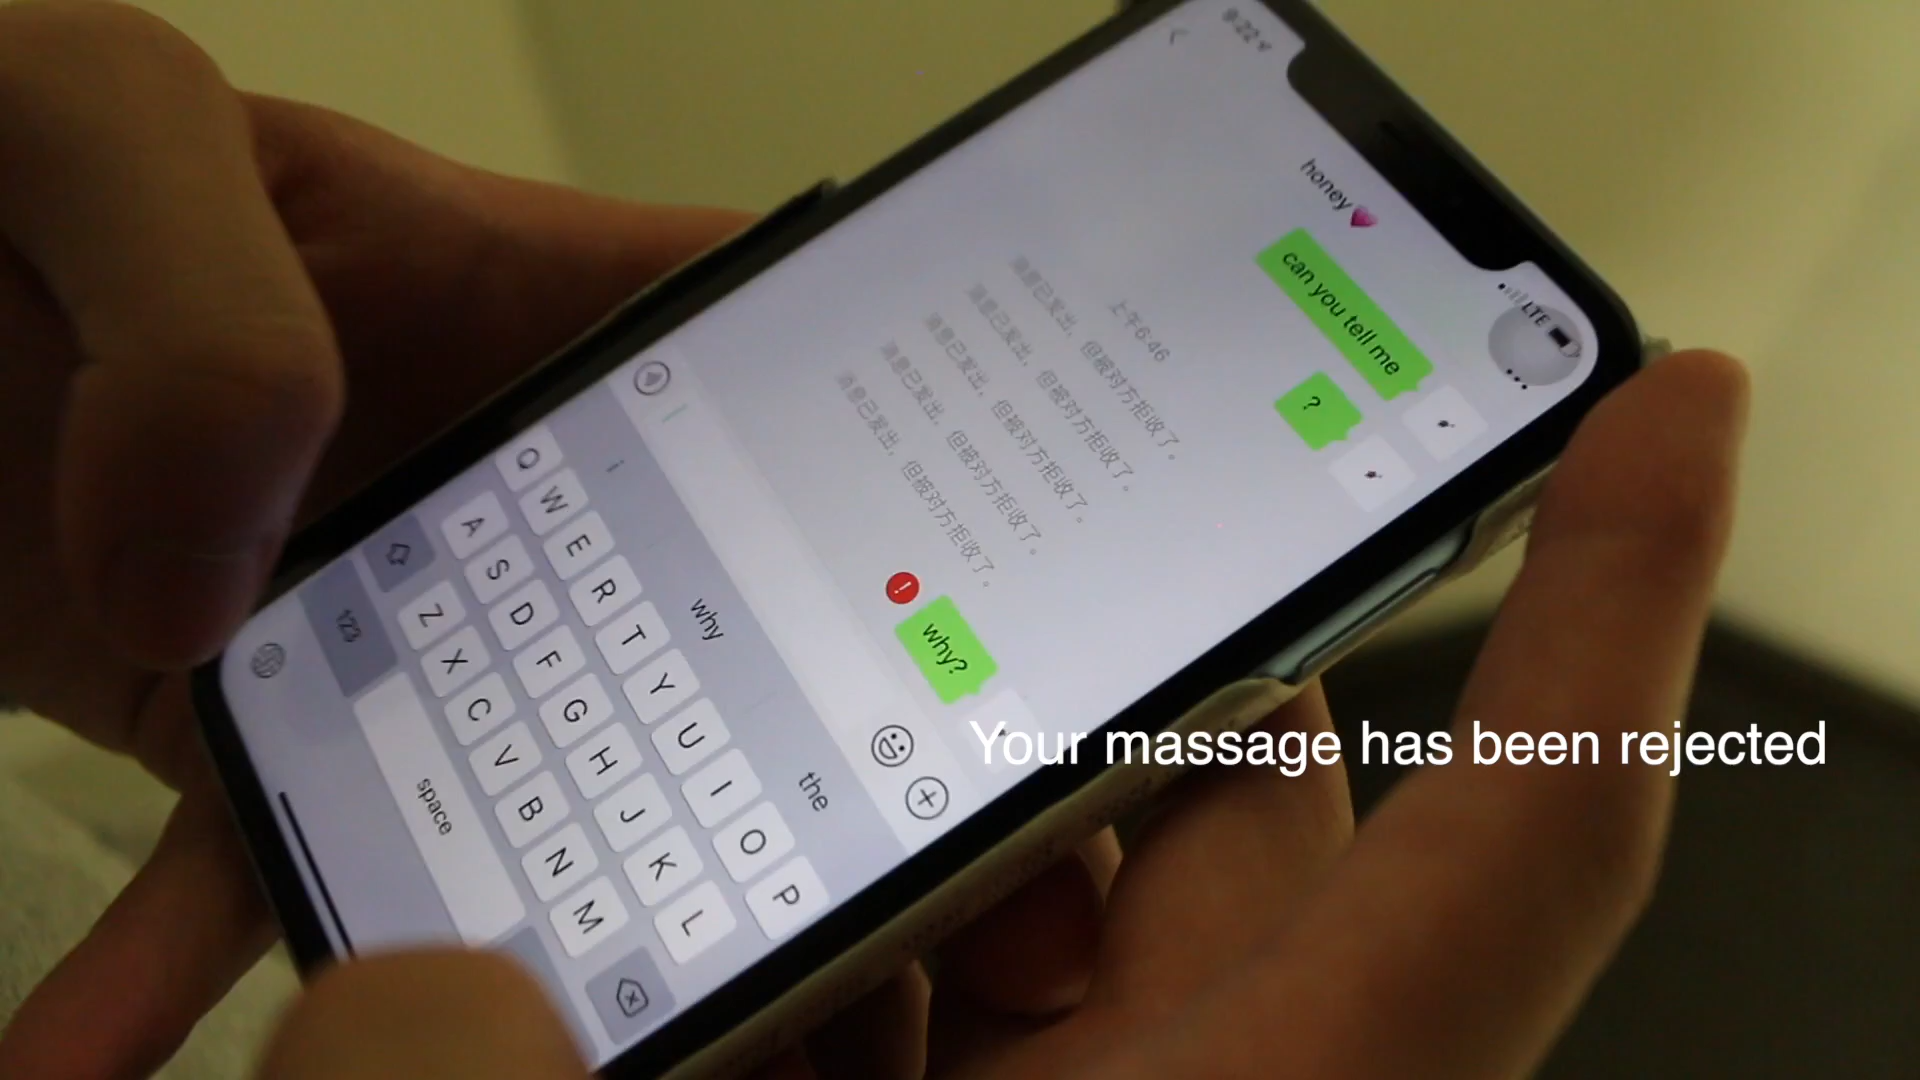 9:22
LTE
honey
can you tell me
?
上午6:46
消息已发出，但被对方拒收了。
消息已发出，但被对方拒收了。
消息已发出，但被对方拒收了。
消息已发出，但被对方拒收了。
消息已发出，但被对方拒收了。
!
why?
Your massage has been rejected
i
why
the
Q W E R T Y U I O P
A S D F G H J K L
Z X C V B N M
123
space